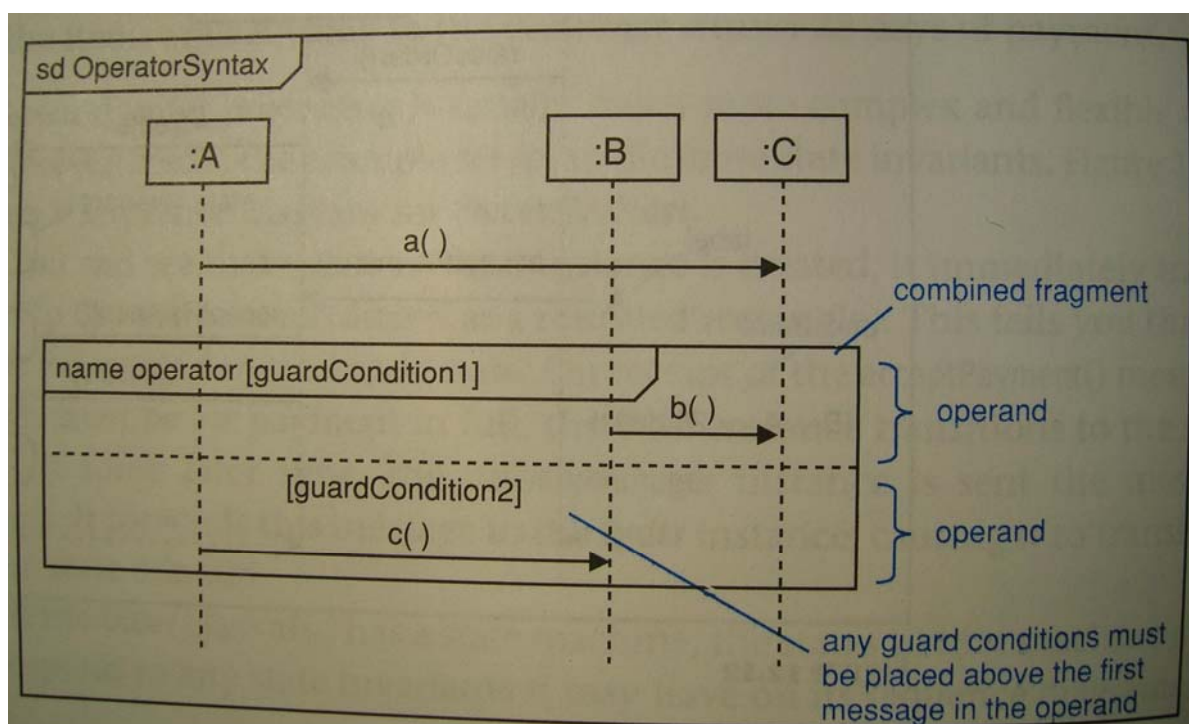 sd OperatorSyntax
:A
:B
:C
a( )
combined fragment
name operator [guardCondition1]
b( )
operand
[guardCondition2]
c( )
operand
any guard conditions must
be placed above the first
message in the operand